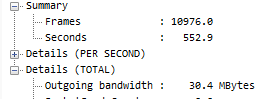 Summary
Frames : 10976.0
Seconds : 552.9
Details (PER SECOND)
Details (TOTAL)
Outgoing bandwidth : 30.4 MBytes